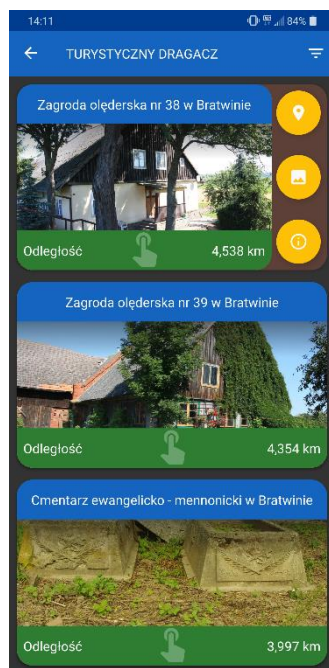 14:11 84%
TURYSTYCZNY DRAGACZ
Zagroda olęderska nr 38 w Bratwinie
Odległość 4,538 km
Zagroda olęderska nr 39 w Bratwinie
Odległość 4,354 km
Cmentarz ewangelicko - mennonicki w Bratwinie
Odległość 3,997 km